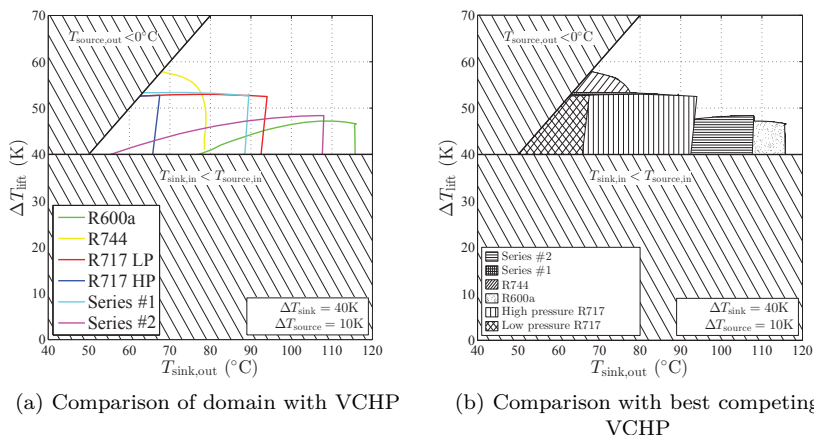 70
60
50
40
30
20
10
0
ΔT_lift (K)
T_source,out <0°C
T_sink,in < T_source,in
R600a
R744
R717 LP
R717 HP
Series #1
Series #2
ΔT_sink = 40K
ΔT_source = 10K
40 50 60 70 80 90 100 110 120
T_sink,out (°C)
(a) Comparison of domain with VCHP
70
60
50
40
30
20
10
0
ΔT_lift (K)
T_source,out <0°C
T_sink,in < T_source,in
Series #2
Series #1
R744
R600a
High pressure R717
Low pressure R717
ΔT_sink = 40K
ΔT_source = 10K
40 50 60 70 80 90 100 110 120
T_sink,out (°C)
(b) Comparison with best competing
VCHP